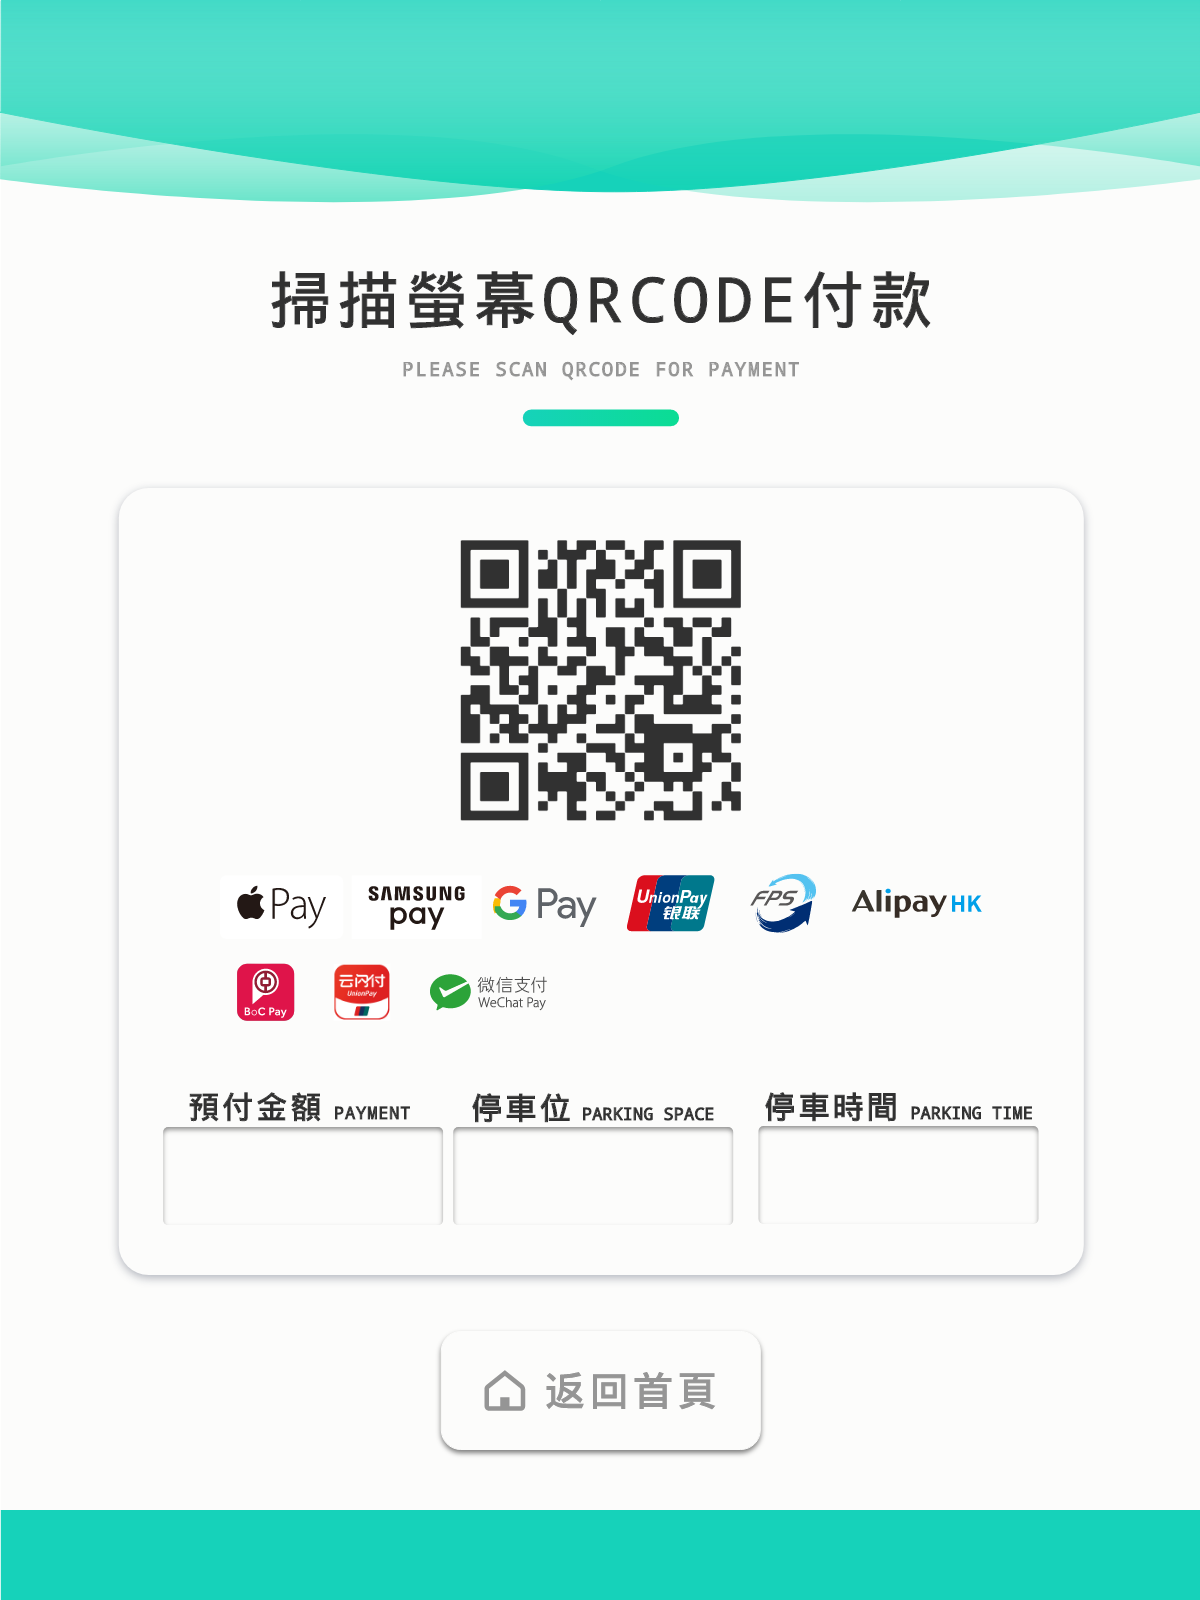 掃描螢幕QRCODE付款
PLEASE SCAN QRCODE FOR PAYMENT
Pay SAMSUNG pay G Pay UnionPay 银联 FPS Alipay HK
BoC Pay 云闪付 UnionPay 微信支付 WeChat Pay
預付金額 PAYMENT 停車位 PARKING SPACE 停車時間 PARKING TIME
返回首頁